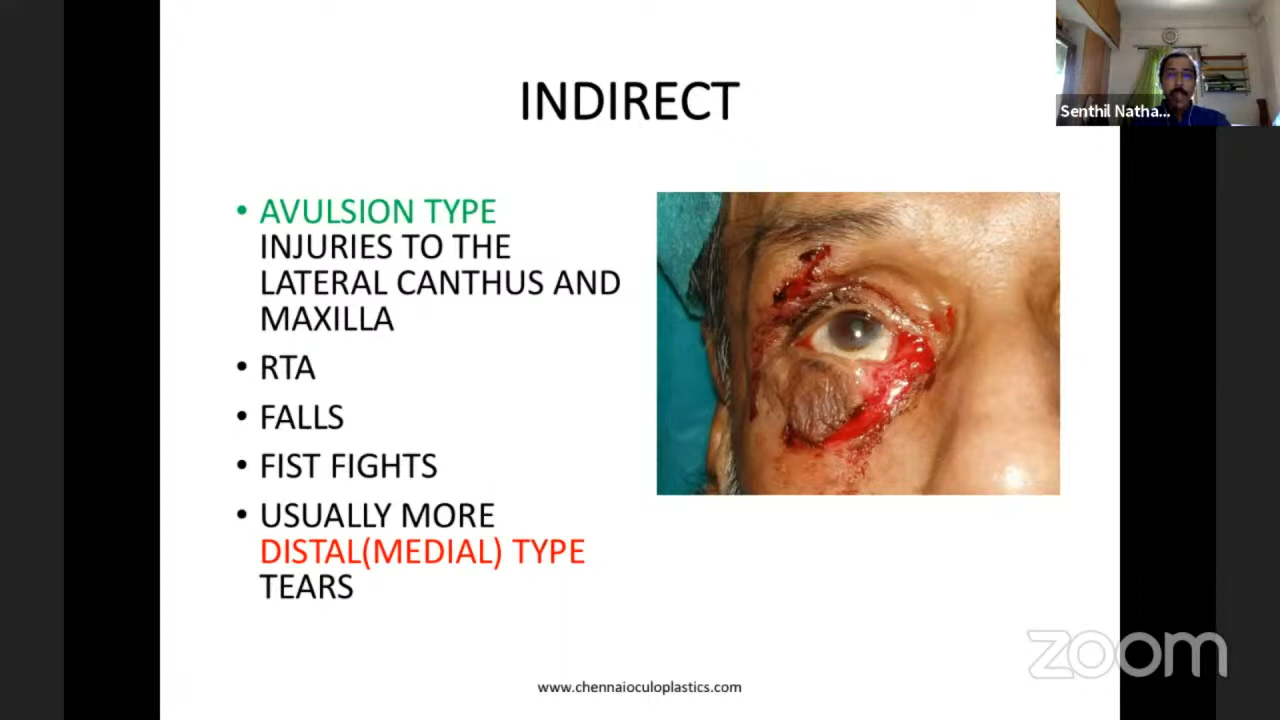 INDIRECT
Senthil Natha...
• AVULSION TYPE
INJURIES TO THE
LATERAL CANTHUS AND
MAXILLA
• RTA
• FALLS
• FIST FIGHTS
• USUALLY MORE
DISTAL(MEDIAL) TYPE
TEARS
zoom
www.chennaioculoplastics.com